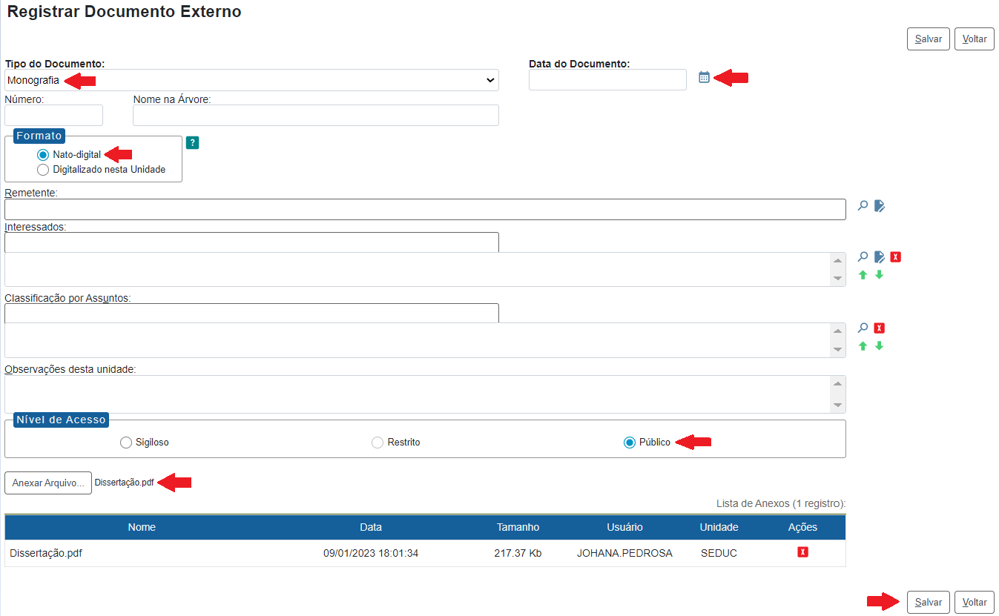 Registrar Documento Externo
Salvar Voltar
Tipo do Documento: Data do Documento:
Monografia
Número: Nome na Árvore:
Formato
?
Nato-digital
Digitalizado nesta Unidade
Remetente:
Interessados:
X
Classificação por Assuntos:
X
Observações desta unidade:
Nível de Acesso
Sigiloso Restrito Público
Anexar Arquivo... Dissertação.pdf
Lista de Anexos (1 registro):
Nome Data Tamanho Usuário Unidade Ações
Dissertação.pdf 09/01/2023 18:01:34 217.37 Kb JOHANA.PEDROSA SEDUC X
Salvar Voltar